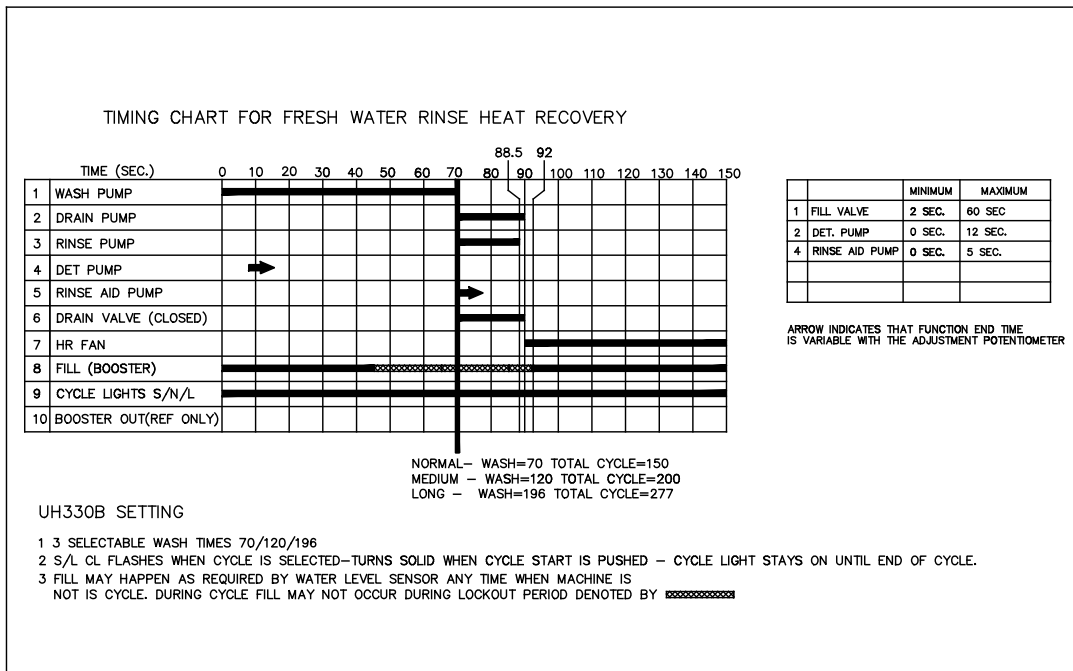 TIMING CHART FOR FRESH WATER RINSE HEAT RECOVERY
88.5 92
TIME (SEC.) 0 10 20 30 40 50 60 70 80 90 100 110 120 130 140 150
1 WASH PUMP
2 DRAIN PUMP
3 RINSE PUMP
4 DET PUMP
5 RINSE AID PUMP
6 DRAIN VALVE (CLOSED)
7 HR FAN
8 FILL (BOOSTER)
9 CYCLE LIGHTS S/N/L
10 BOOSTER OUT(REF ONLY)
MINIMUM MAXIMUM
1 FILL VALVE 2 SEC. 60 SEC
2 DET. PUMP 0 SEC. 12 SEC.
4 RINSE AID PUMP 0 SEC. 5 SEC.
ARROW INDICATES THAT FUNCTION END TIME
IS VARIABLE WITH THE ADJUSTMENT POTENTIOMETER
NORMAL– WASH=70 TOTAL CYCLE=150
MEDIUM – WASH=120 TOTAL CYCLE=200
LONG – WASH=196 TOTAL CYCLE=277
UH330B SETTING
1 3 SELECTABLE WASH TIMES 70/120/196
2 S/L CL FLASHES WHEN CYCLE IS SELECTED–TURNS SOLID WHEN CYCLE START IS PUSHED – CYCLE LIGHT STAYS ON UNTIL END OF CYCLE.
3 FILL MAY HAPPEN AS REQUIRED BY WATER LEVEL SENSOR ANY TIME WHEN MACHINE IS
NOT IS CYCLE. DURING CYCLE FILL MAY NOT OCCUR DURING LOCKOUT PERIOD DENOTED BY